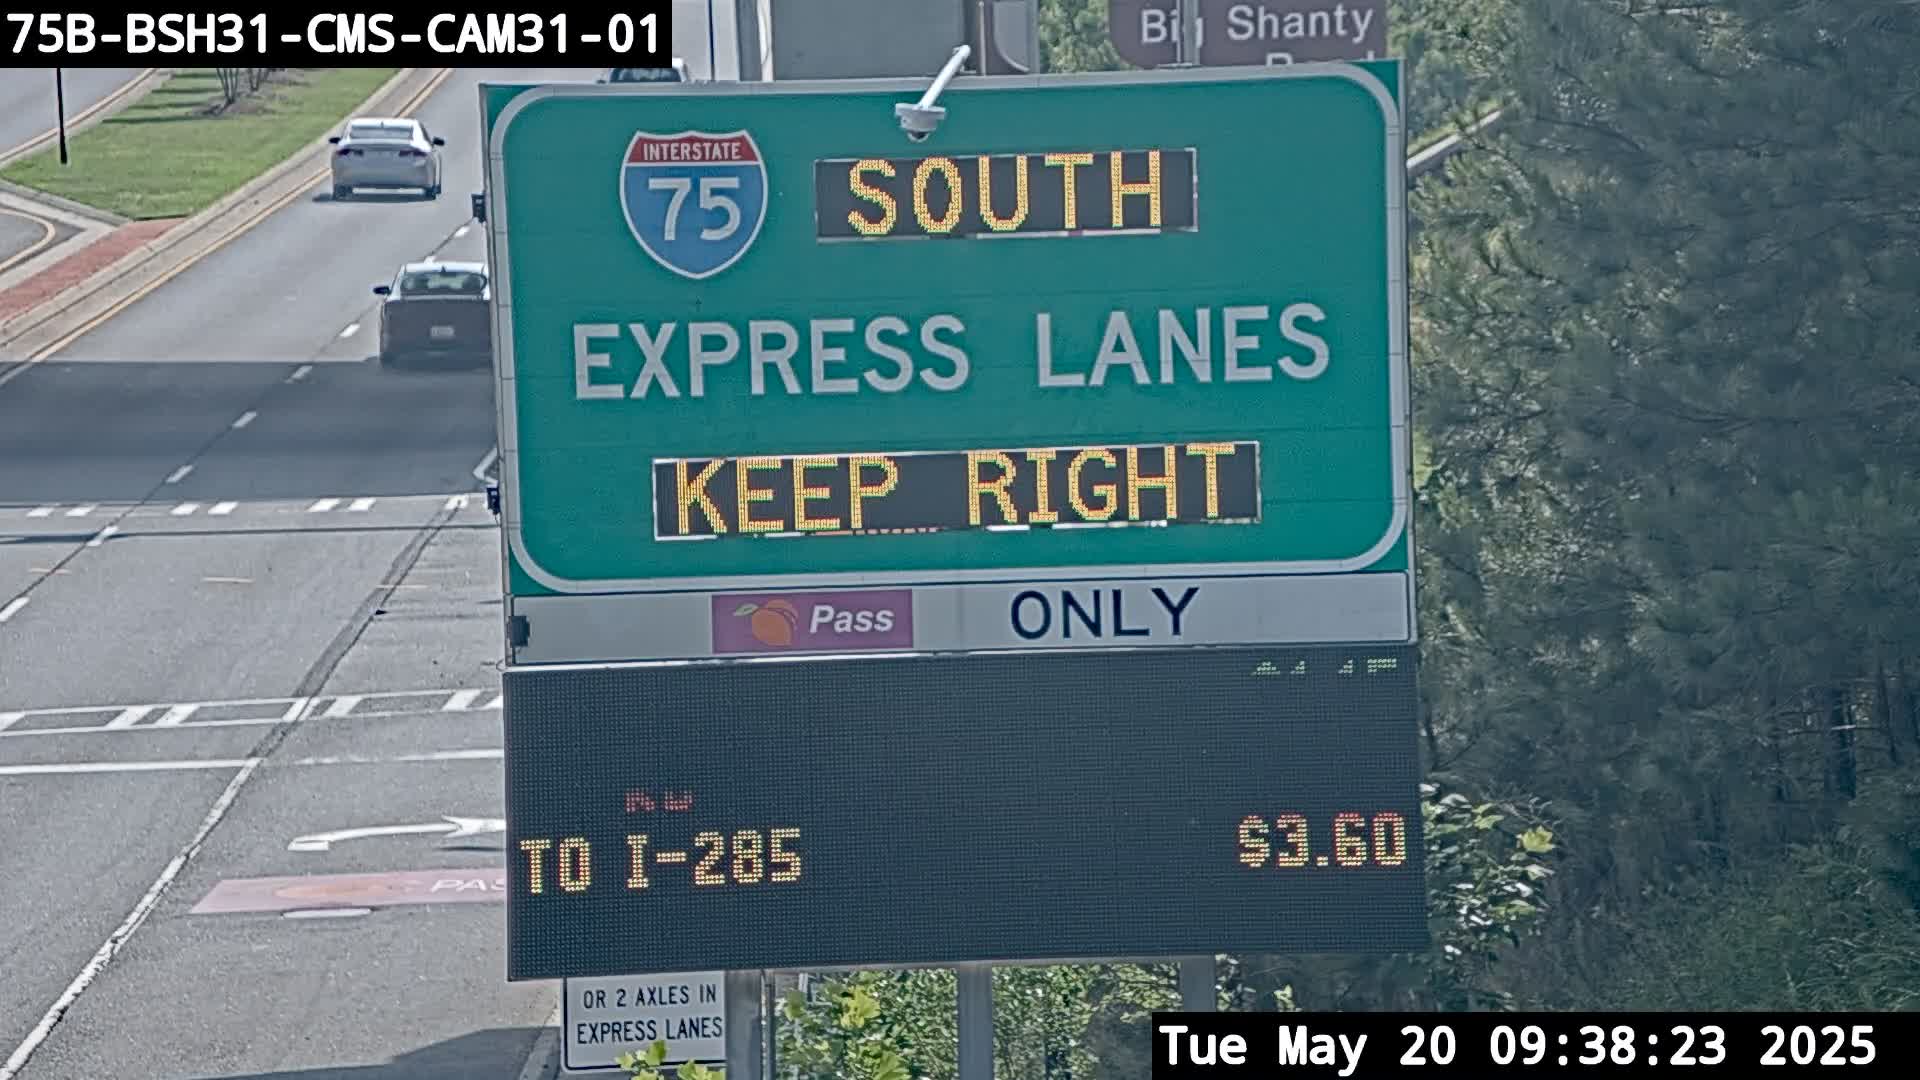 75B-BSH31-CMS-CAM31-01
Big Shanty
INTERSTATE
75
SOUTH
EXPRESS LANES
KEEP RIGHT
Pass ONLY
TO I-285 $3.60
OR 2 AXLES IN
EXPRESS LANES
Tue May 20 09:38:23 2025